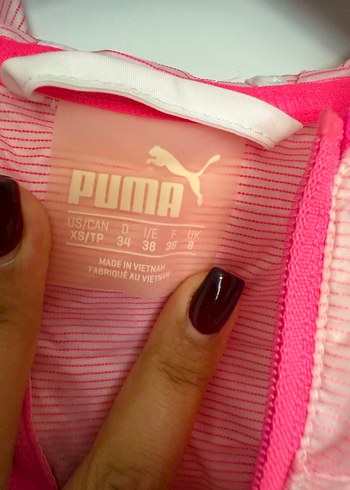 PUMA
US/CAN D I/E F UK
XS/TP 34 38 36 8
MADE IN VIETNAM
FABRIQUÉ AU VIETNAM